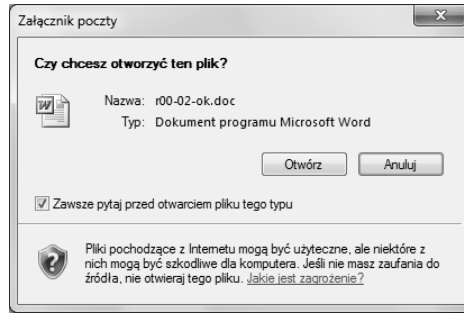 Załącznik poczty
Czy chcesz otworzyć ten plik?
Nazwa: r00-02-ok.doc
Typ: Dokument programu Microsoft Word
Otwórz Anuluj
Zawsze pytaj przed otwarciem pliku tego typu
Pliki pochodzące z Internetu mogą być użyteczne, ale niektóre z
nich mogą być szkodliwe dla komputera. Jeśli nie masz zaufania do
źródła, nie otwieraj tego pliku. Jakie jest zagrożenie?